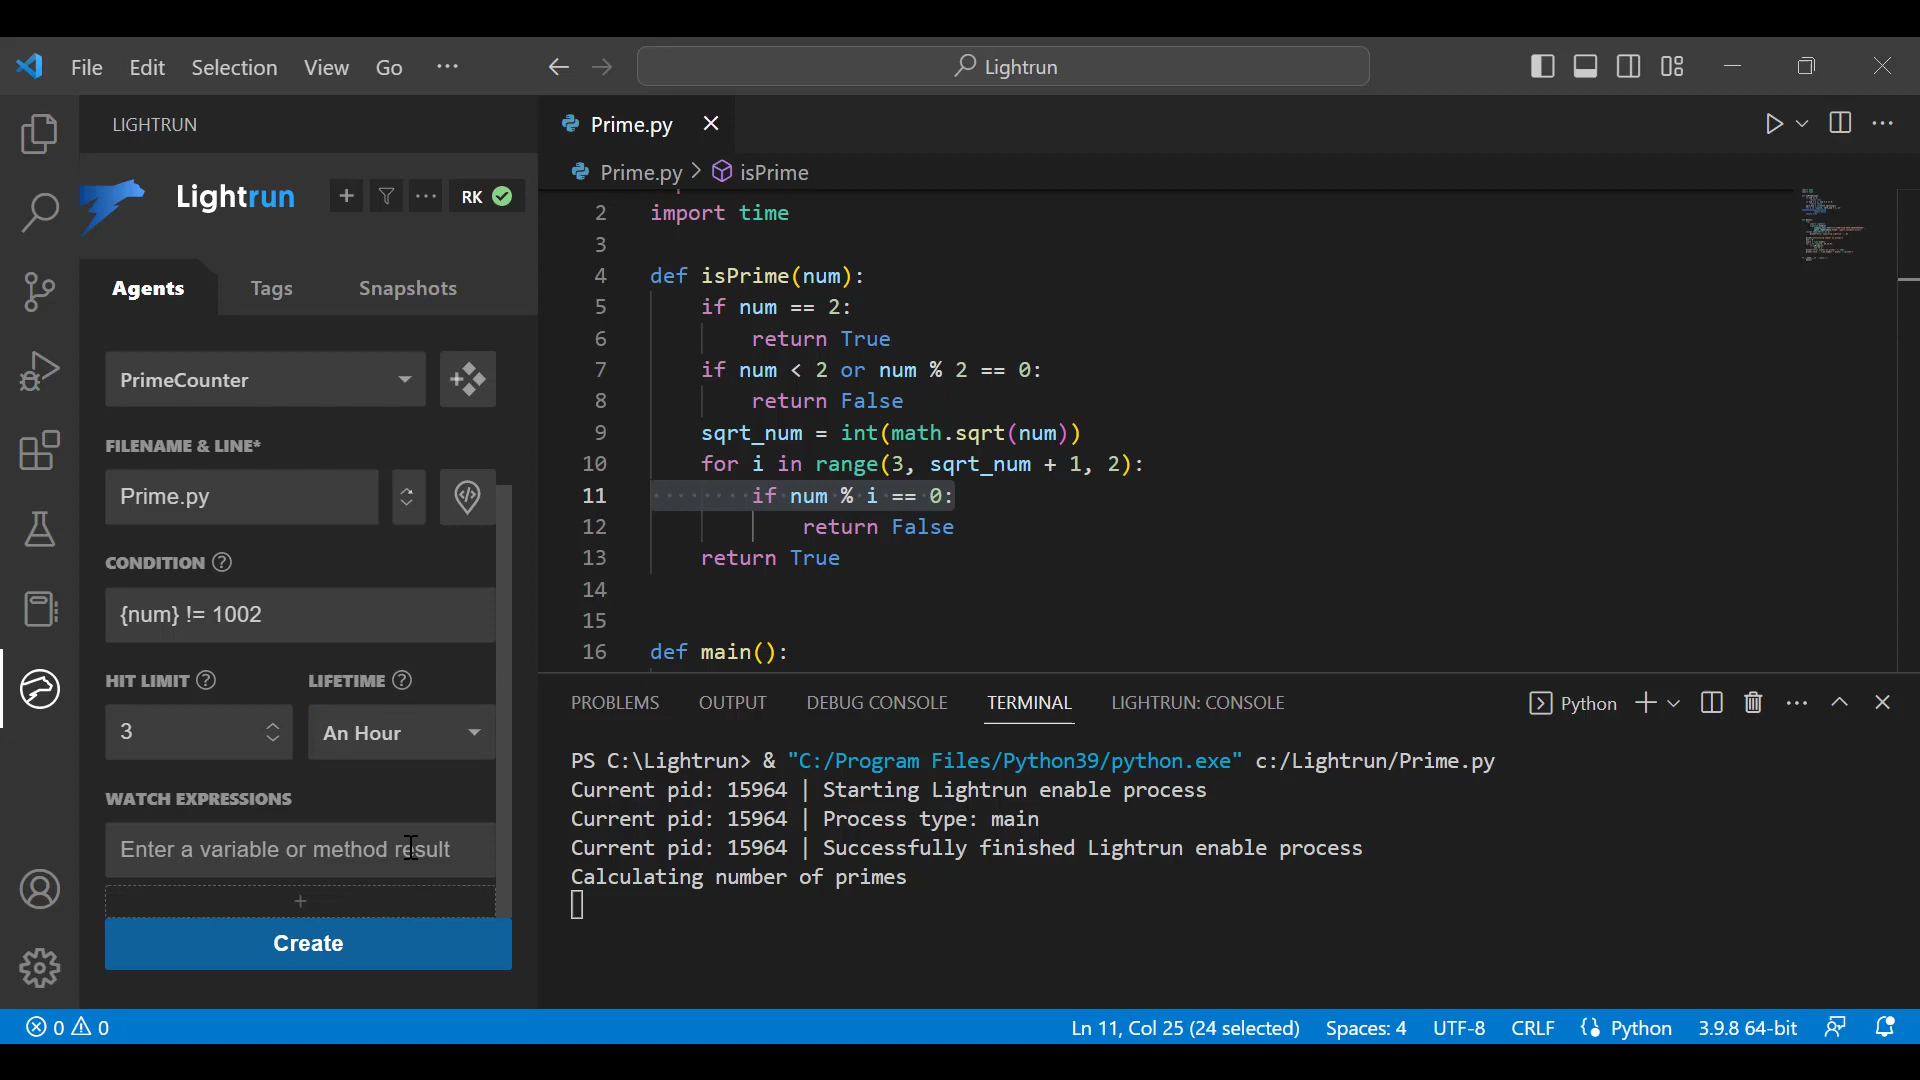 File Edit Selection View Go ···
Lightrun
LIGHTRUN
Lightrun
RK
Agents Tags Snapshots
PrimeCounter
FILENAME & LINE*
Prime.py
CONDITION
{num} != 1002
HIT LIMIT LIFETIME
3 An Hour
WATCH EXPRESSIONS
Enter a variable or method result
+
Create
Prime.py
Prime.py > isPrime
2 import time
3
4 def isPrime(num):
5 if num == 2:
6 return True
7 if num < 2 or num % 2 == 0:
8 return False
9 sqrt_num = int(math.sqrt(num))
10 for i in range(3, sqrt_num + 1, 2):
11 if num % i == 0:
12 return False
13 return True
14
15
16 def main():
PROBLEMS OUTPUT DEBUG CONSOLE TERMINAL LIGHTRUN: CONSOLE Python
PS C:\Lightrun> & "C:/Program Files/Python39/python.exe" c:/Lightrun/Prime.py
Current pid: 15964 | Starting Lightrun enable process
Current pid: 15964 | Process type: main
Current pid: 15964 | Successfully finished Lightrun enable process
Calculating number of primes
0 0 Ln 11, Col 25 (24 selected) Spaces: 4 UTF-8 CRLF Python 3.9.8 64-bit